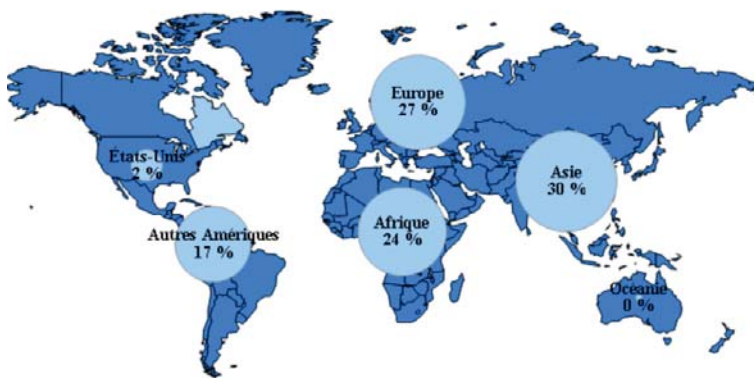 Europe
27 %
États-Unis
2 %
Asie
30 %
Autres Amériques
17 %
Afrique
24 %
Océanie
0 %